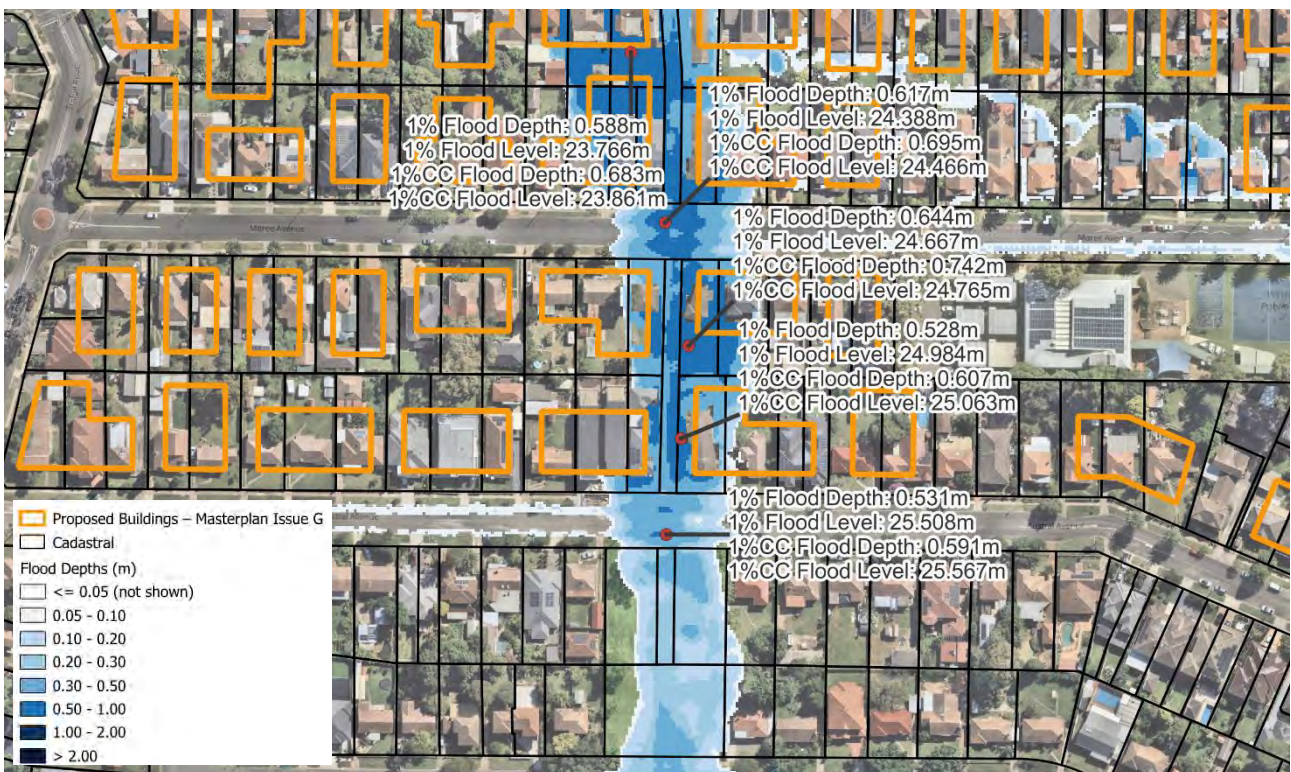 1% Flood Depth: 0.588m
1% Flood Level: 23.766m
1%CC Flood Depth: 0.683m
1%CC Flood Level: 23.861m
1% Flood Depth: 0.617m
1% Flood Level: 24.388m
1%CC Flood Depth: 0.695m
1%CC Flood Level: 24.466m
Maree Avenue
Maree Ave
1% Flood Depth: 0.644m
1% Flood Level: 24.667m
1%CC Flood Depth: 0.742m
1%CC Flood Level: 24.765m
1% Flood Depth: 0.528m
1% Flood Level: 24.984m
1%CC Flood Depth: 0.607m
1%CC Flood Level: 25.063m
1% Flood Depth: 0.531m
1% Flood Level: 25.508m
1%CC Flood Depth: 0.591m
1%CC Flood Level: 25.567m
Avenue
Austral Avenue
Proposed Buildings – Masterplan Issue G
Cadastral
Flood Depths (m)
<= 0.05 (not shown)
0.05 - 0.10
0.10 - 0.20
0.20 - 0.30
0.30 - 0.50
0.50 - 1.00
1.00 - 2.00
> 2.00